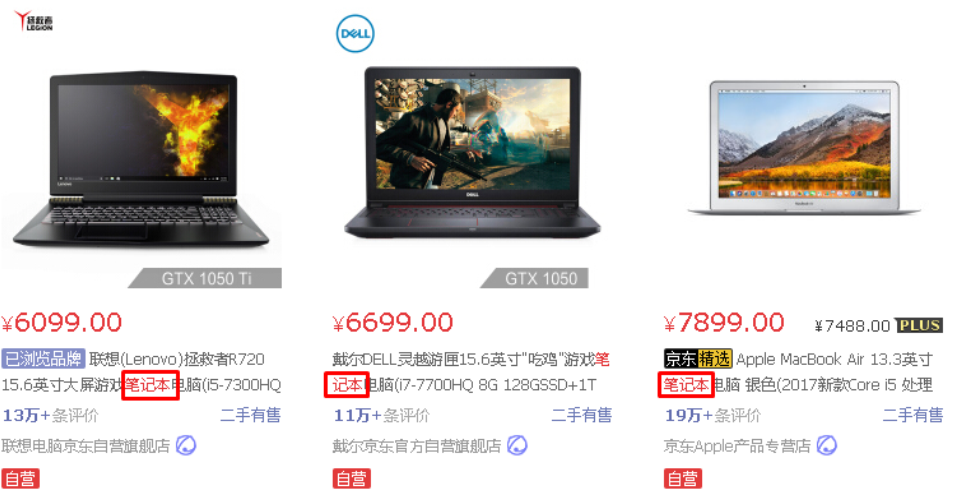 拯救者
LEGION
GTX 1050 Ti
¥6099.00
已浏览品牌 联想(Lenovo)拯救者R720
15.6英寸大屏游戏笔记本电脑(i5-7300HQ
13万+条评价 二手有售
联想电脑京东自营旗舰店
自营
DELL
DELL
GTX 1050
¥6699.00
戴尔DELL灵越游匣15.6英寸"吃鸡"游戏笔
记本电脑(i7-7700HQ 8G 128GSSD+1T
11万+条评价 二手有售
戴尔京东官方自营旗舰店
自营
¥7899.00 ¥7488.00 PLUS
京东精选 Apple MacBook Air 13.3英寸
笔记本电脑 银色(2017新款Core i5 处理
19万+条评价 二手有售
京东Apple产品专营店
自营